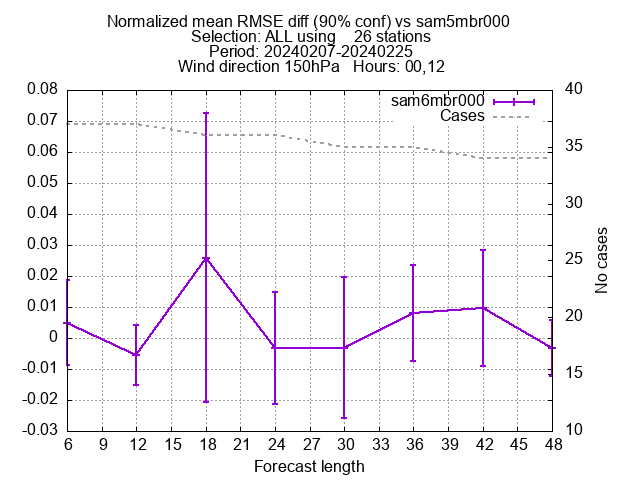 Normalized mean RMSE diff (90% conf) vs sam5mbr000
Selection: ALL using    26 stations
Period: 20240207-20240225
Wind direction 150hPa   Hours: 00,12
sam6mbr000
Cases
0.08
0.07
0.06
0.05
0.04
0.03
0.02
0.01
0
-0.01
-0.02
-0.03
40
35
30
25
20
15
10
No cases
6 9 12 15 18 21 24 27 30 33 36 39 42 45 48
Forecast length